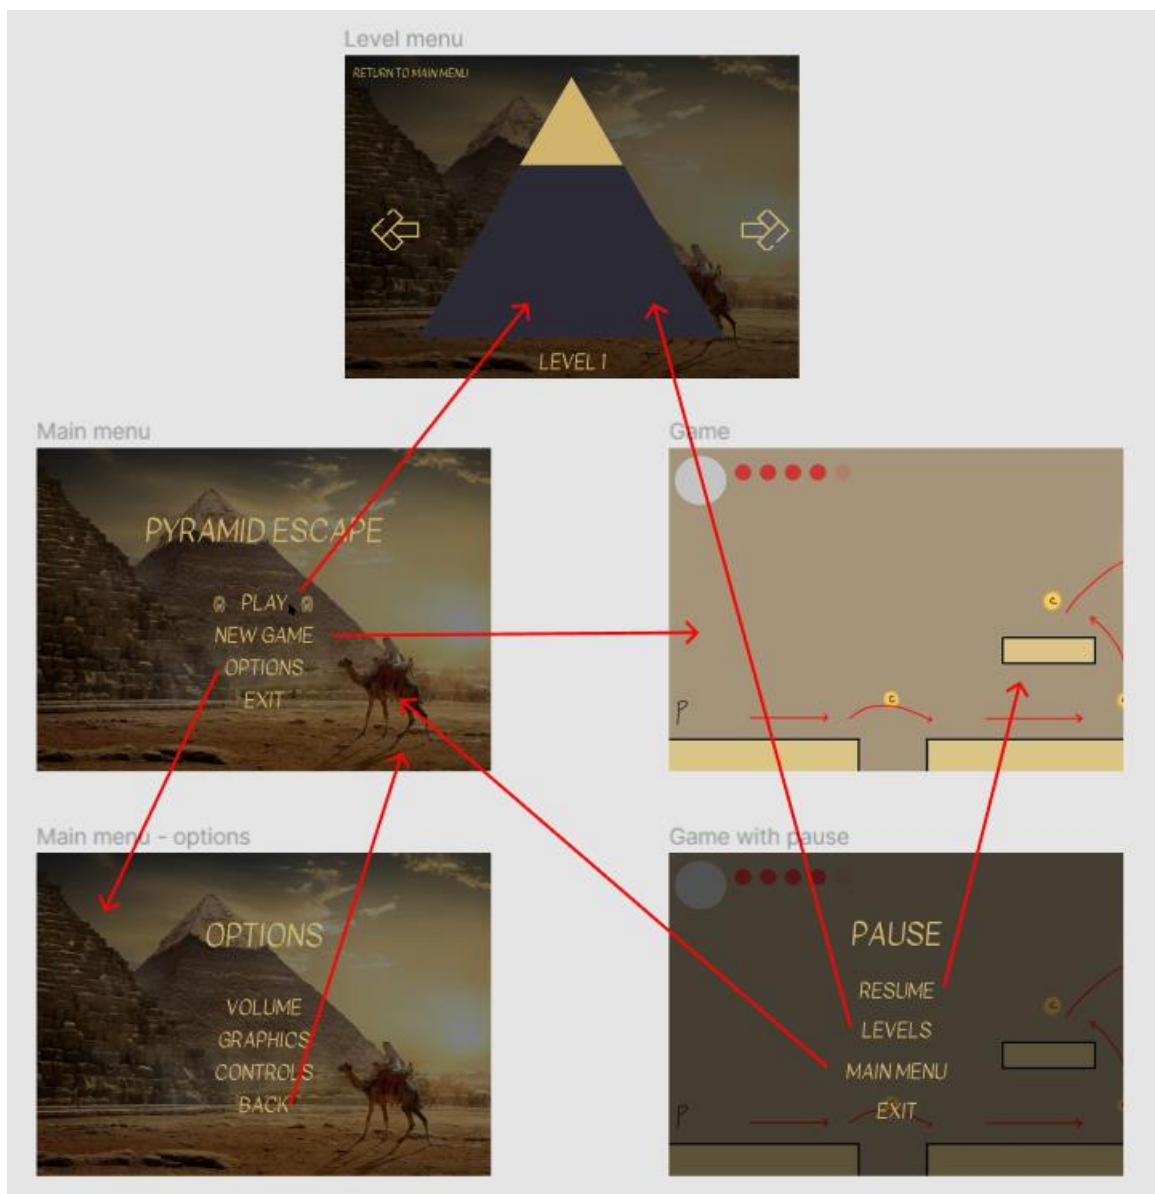 Level menu
RETURN TO MAIN MENU
LEVEL 1
Main menu
PYRAMID ESCAPE
PLAY
NEW GAME
OPTIONS
EXIT
Game
C
C
C
P
Main menu - options
OPTIONS
VOLUME
GRAPHICS
CONTROLS
BACK
Game with pause
PAUSE
RESUME
LEVELS
MAIN MENU
EXIT
C
P